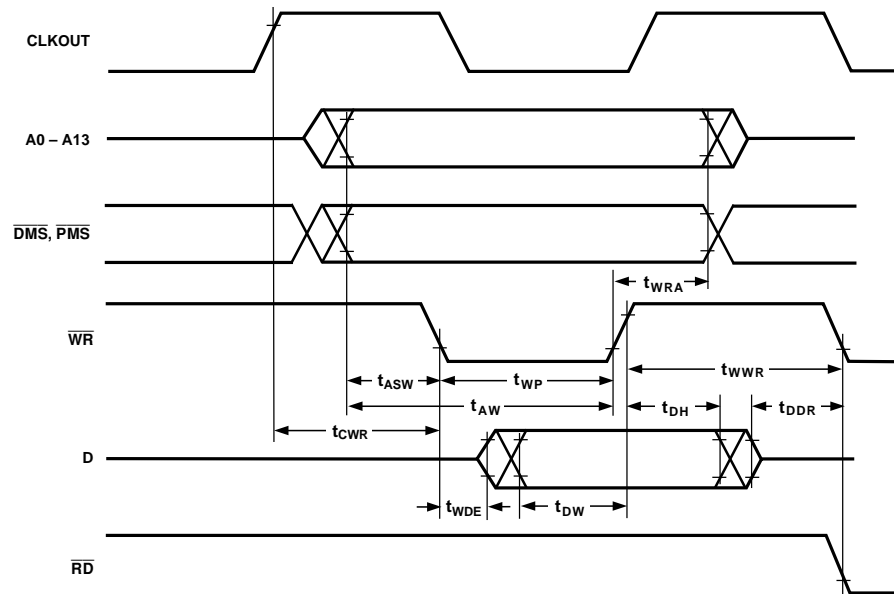 CLKOUT
A0 – A13
DMS, PMS
tWRA
WR
tASW
tWP
tWWR
tAW
tDH
tDDR
tCWR
D
tWDE
tDW
RD